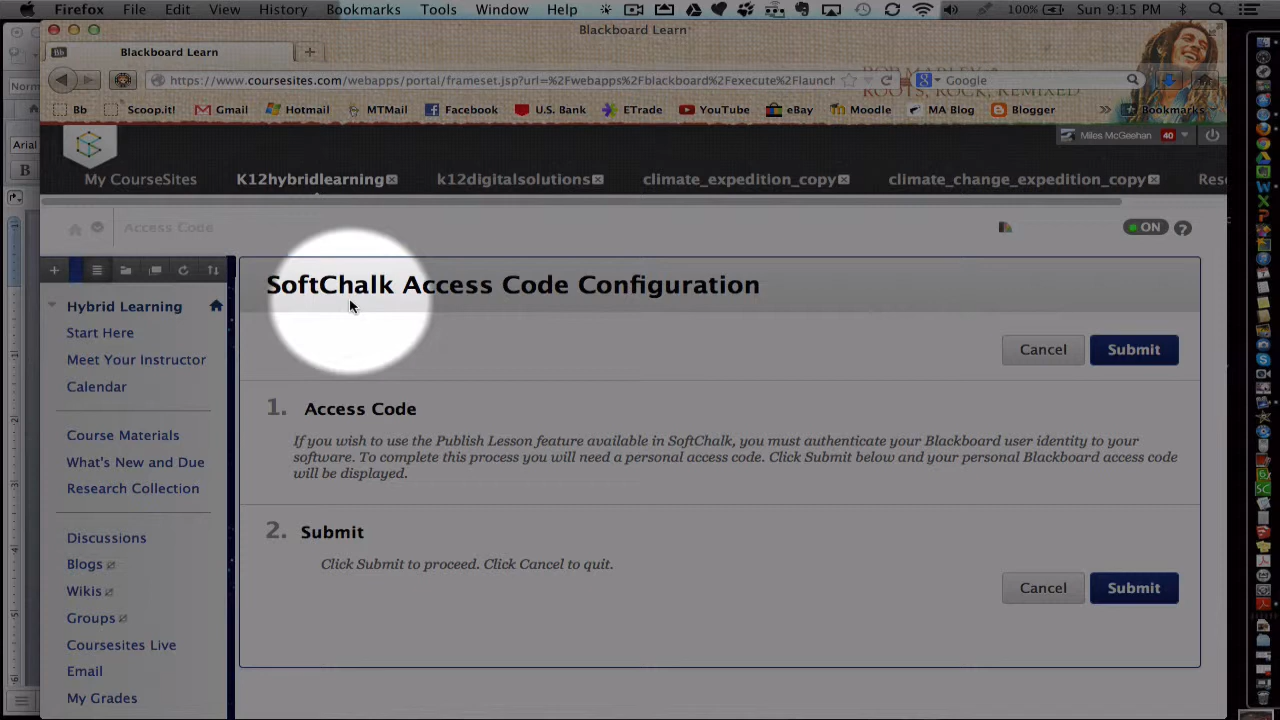 Firefox File Edit View History Bookmarks Tools Window Help 100% Sun 9:15 PM
Blackboard Learn
Bb Blackboard Learn +
https://www.coursesites.com/webapps/portal/frameset.jsp?url=%2Fwebapps%2Fblackboard%2Fexecute%2Flaunch Google
ROOTS, ROCK, REMIXED
Bb Scoop.it! Gmail Hotmail MTMail Facebook U.S. Bank ETrade YouTube eBay Moodle MA Blog Blogger » Bookmarks
Miles McGeehan 40
My CourseSites K12hybridlearning k12digitalsolutions climate_expedition_copy climate_change_expedition_copy Reso
Access Code ON ?
Norm
Arial
B
SoftChalk Access Code Configuration
Cancel Submit
1. Access Code
If you wish to use the Publish Lesson feature available in SoftChalk, you must authenticate your Blackboard user identity to your
software. To complete this process you will need a personal access code. Click Submit below and your personal Blackboard access code
will be displayed.
2. Submit
Click Submit to proceed. Click Cancel to quit.
Cancel Submit
Hybrid Learning
Start Here
Meet Your Instructor
Calendar
Course Materials
What's New and Due
Research Collection
Discussions
Blogs
Wikis
Groups
Coursesites Live
Email
My Grades